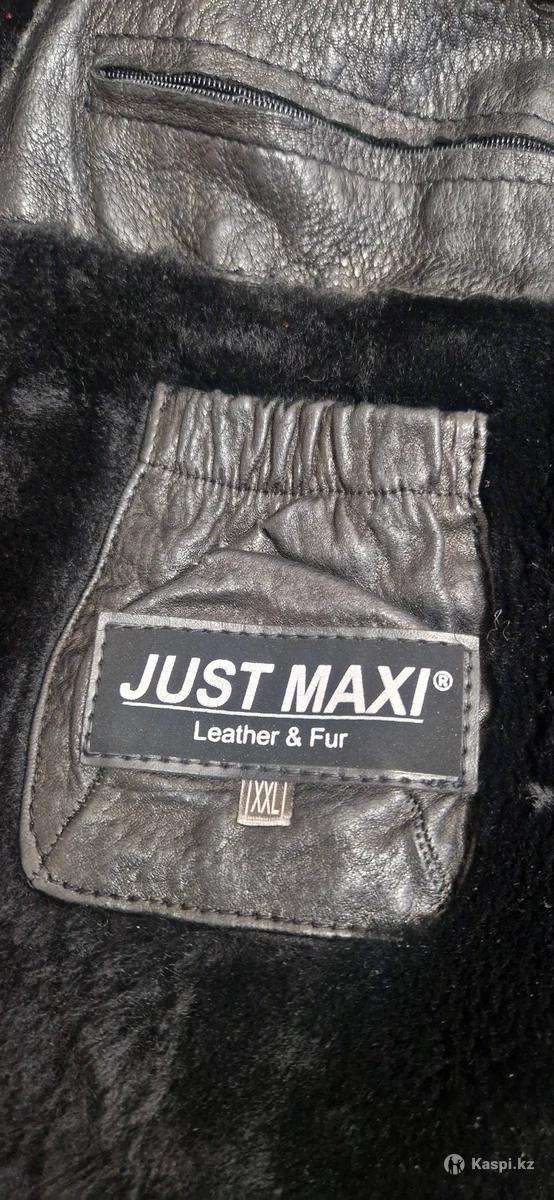 JUST MAXI®
Leather & Fur
XXL
Kaspi.kz